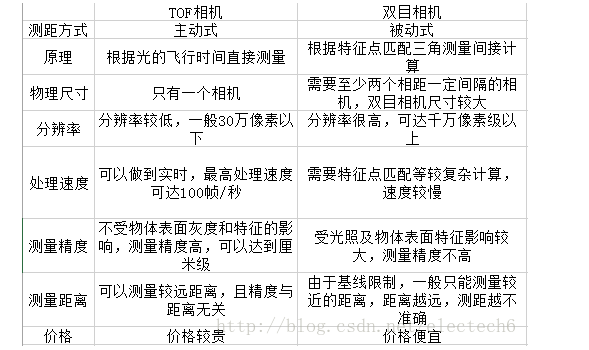 TOF相机 双目相机
测距方式 主动式 被动式
原理 根据光的飞行时间直接测量 根据特征点匹配三角测量间接计
算
物理尺寸 只有一个相机 需要至少两个相距一定间隔的相
机，双目相机尺寸较大
分辨率 分辨率较低，一般30万像素以
下 分辨率很高，可达千万像素级以
上
处理速度 可以做到实时，最高处理速度
可达100帧/秒 需要特征点匹配等较复杂计算，
速度较慢
测量精度 不受物体表面灰度和特征的影
响，测量精度高，可以达到厘
米级 受光照及物体表面特征影响较
大，测量精度不高
测量距离 可以测量较远距离，且精度与
距离无关 由于基线限制，一般只能测量较
近的距离，距离越远，测距越不
准确
价格 价格较贵 价格便宜